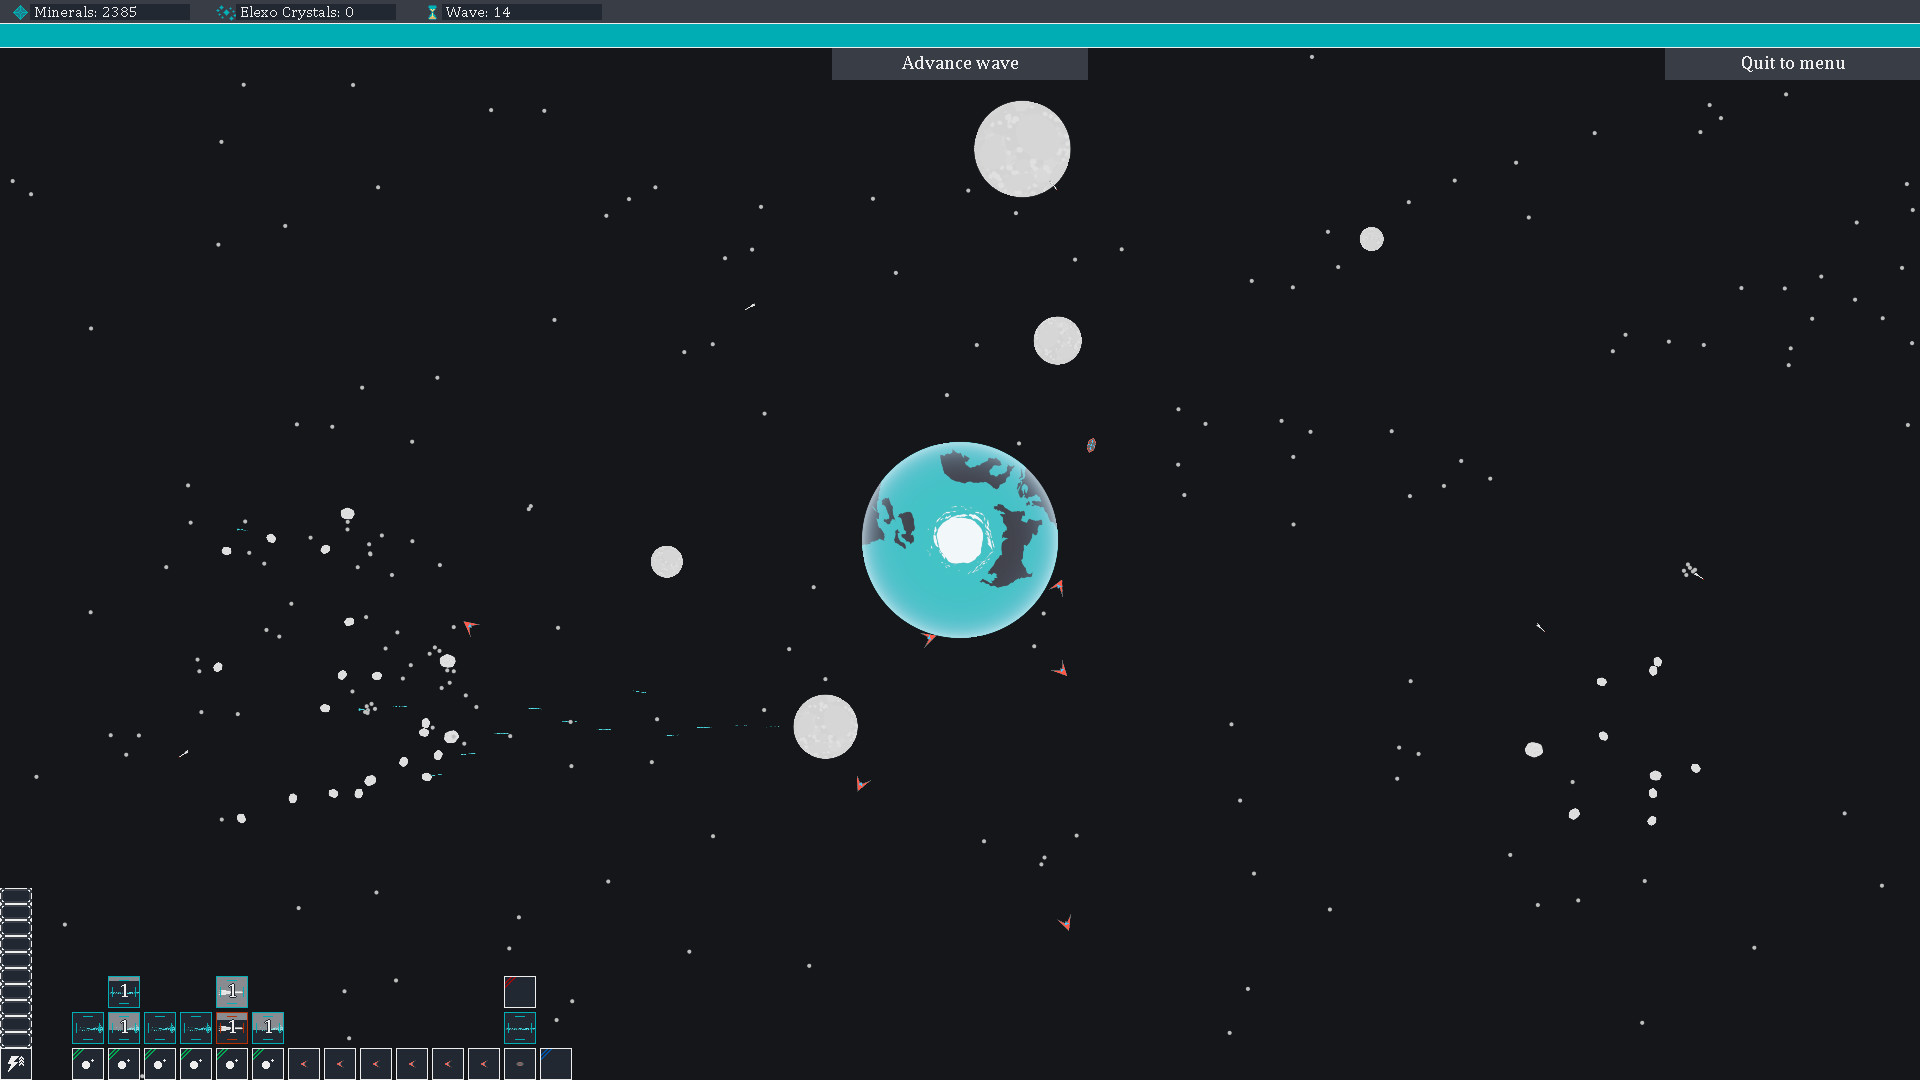 Minerals: 2385
Elexo Crystals: 0
Wave: 14
Advance wave
Quit to menu
1
1
1
1
1